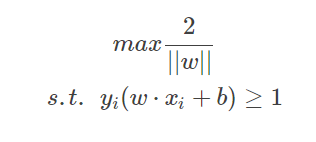 max 2/||w||
s.t. y_i(w · x_i + b) ≥ 1